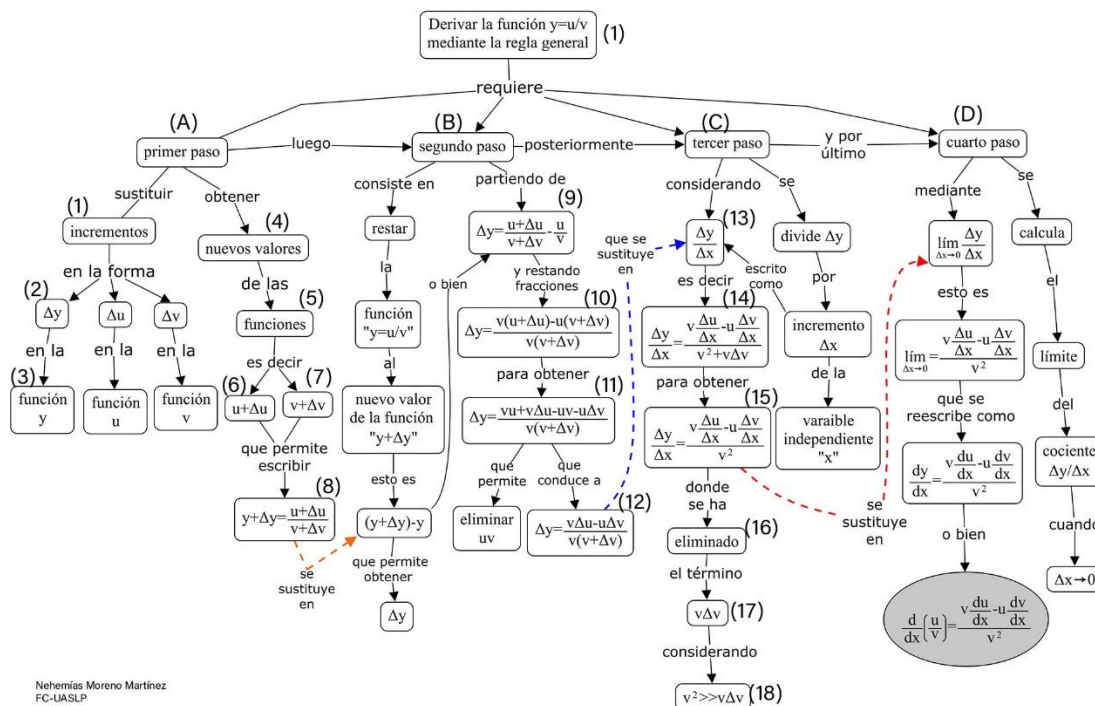 Derivar la función y=u/v
mediante la regla general
(1)
requiere
(A)
primer paso
luego
(B)
segundo paso
posteriormente
(C)
tercer paso
y por
último
(D)
cuarto paso
sustituir
(1)
incrementos
en la forma
(2)
Δy
Δu
Δv
en la
en la
en la
(3)
función
y
función
u
función
v
obtener
(4)
nuevos valores
de las
(5)
funciones
es decir
(6)
u+Δu
(7)
v+Δv
que permite
escribir
(8)
y+Δy=(u+Δu)/(v+Δv)
se
sustituye
en
consiste en
restar
la
función
"y=u/v"
al
nuevo valor
de la función
"y+Δy"
esto es
(y+Δy)-y
que permite
obtener
Δy
o bien
partiendo de
(9)
Δy=(u+Δu)/(v+Δv)-u/v
y restando
fracciones
(10)
Δy=(v(u+Δu)-u(v+Δv))/(v(v+Δv))
para obtener
(11)
Δy=(vu+vΔu-uv-uΔv)/(v(v+Δv))
que
permite
eliminar
uv
que
conduce a
(12)
Δy=(vΔu-uΔv)/(v(v+Δv))
que se
sustituye
en
considerando
(13)
Δy/Δx
es decir
(14)
Δy/Δx=(v Δu/Δx-u Δv/Δx)/(v²+vΔv)
para obtener
(15)
Δy/Δx=(v Δu/Δx-u Δv/Δx)/v²
donde
se ha
(16)
eliminado
el término
(17)
vΔv
considerando
v²>>vΔv
(18)
se
divide Δy
por
incremento
Δx
escrito
como
de la
varaible
independiente
"x"
se
sustituye
en
mediante
lím Δx→0 Δy/Δx
esto es
lím Δx→0 =(v Δu/Δx-u Δv/Δx)/v²
que se
reescribe como
dy/dx=(v du/dx-u dv/dx)/v²
o bien
d/dx(u/v)=(v du/dx-u dv/dx)/v²
se
calcula
el
límite
del
cociente
Δy/Δx
cuando
Δx→0
Nehemías Moreno Martínez
FC-UASLP